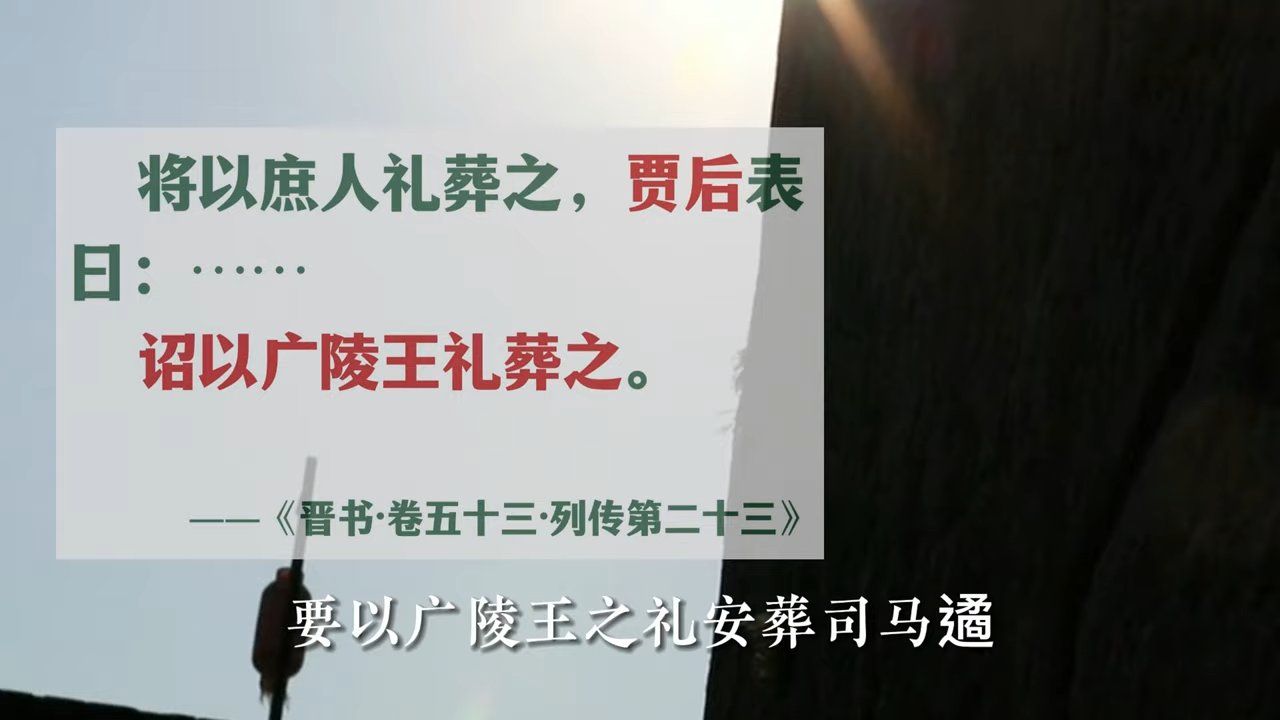 将以庶人礼葬之，贾后表
曰：……
诏以广陵王礼葬之。
——《晋书·卷五十三·列传第二十三》
要以广陵王之礼安葬司马遹